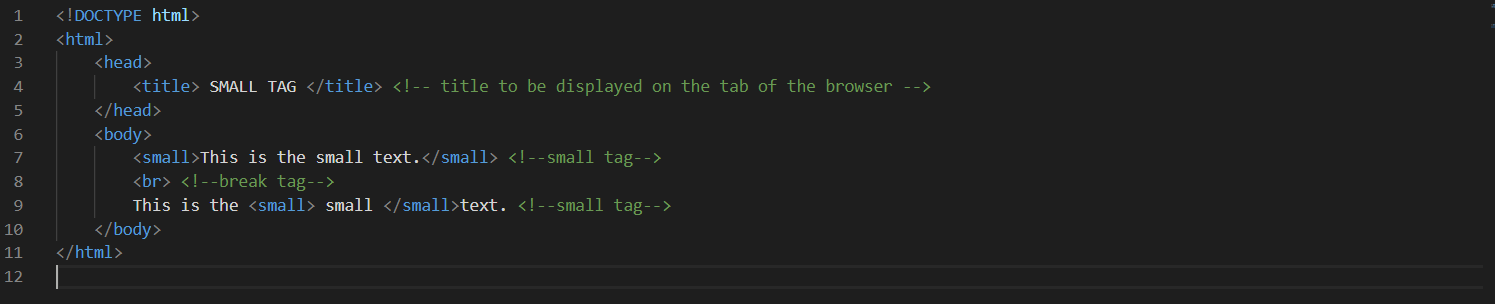 1 <!DOCTYPE html>
2 <html>
3     <head>
4         <title> SMALL TAG </title> <!-- title to be displayed on the tab of the browser -->
5     </head>
6     <body>
7         <small>This is the small text.</small> <!--small tag-->
8         <br> <!--break tag-->
9         This is the <small> small </small>text. <!--small tag-->
10     </body>
11 </html>
12